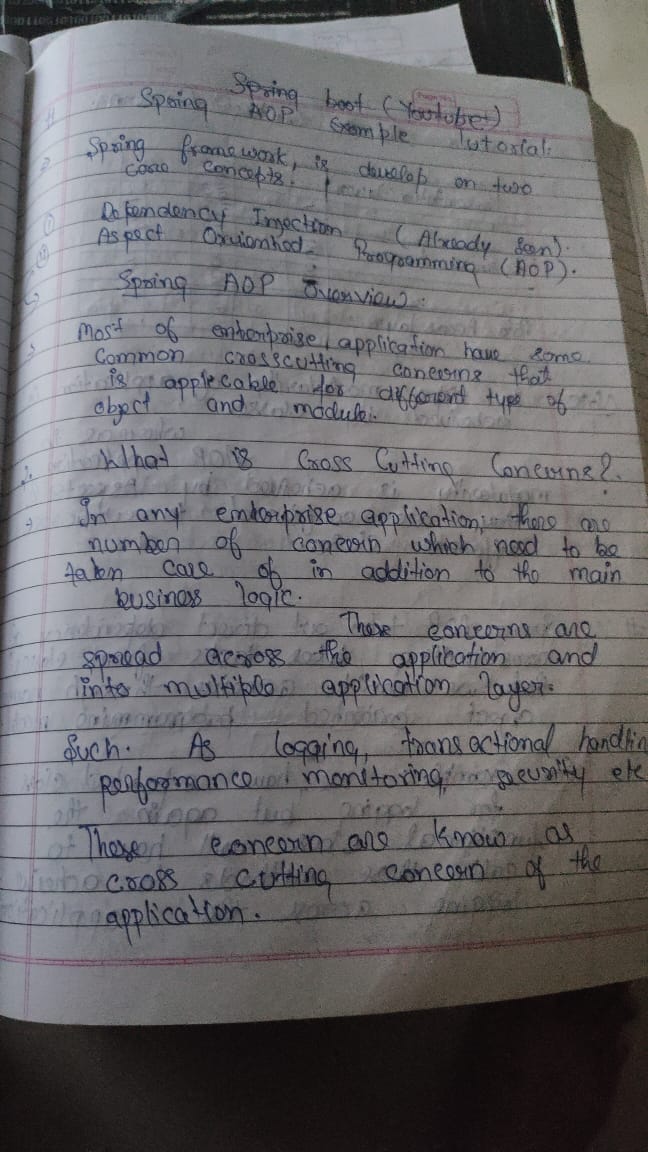 Spring boot (Youtube)
Spring AOP Example Tutorial.
Spring framework, is develop on two
core concepts.
① Dependency Injection (Already Seen).
② Aspect Oriented Programming (AOP).
Spring AOP Overview.
Most of enterprise application have some
common crosscutting concerns that
is applecable for different type of
object and module.
What is Cross Cutting Concerns?
In any enterprise application, there are
number of concern which need to be
taken care of in addition to the main
business logic.
These concerns are
spread across the application and
into multiple application layer.
Such. As logging, transactional handlin
performance monitoring, security etc
These concern are know as
cross cutting concern of the
application.